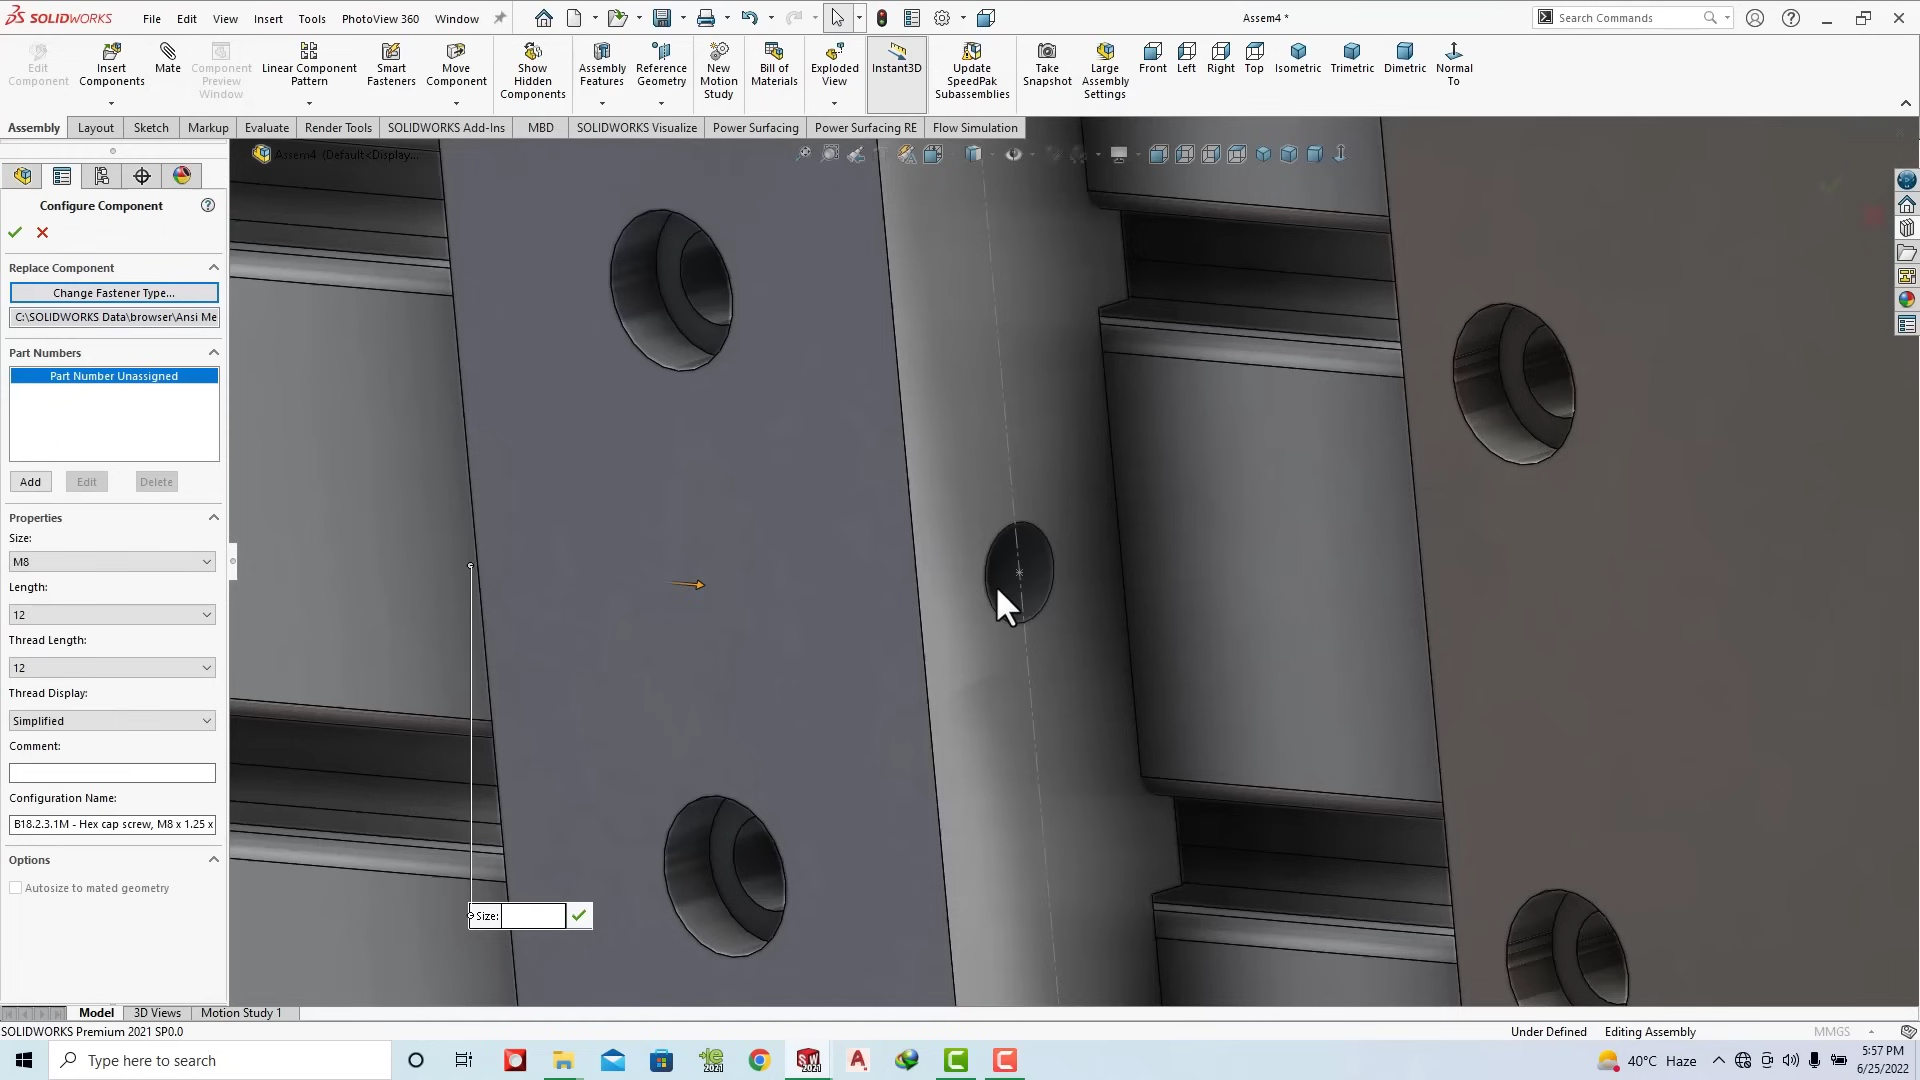 SOLIDWORKS
File Edit View Insert Tools PhotoView 360 Window
Assem4 *
Search Commands
Edit Component
Insert Components
Mate
Component Preview Window
Linear Component Pattern
Smart Fasteners
Move Component
Show Hidden Components
Assembly Features
Reference Geometry
New Motion Study
Bill of Materials
Exploded View
Instant3D
Update SpeedPak Subassemblies
Take Snapshot
Large Assembly Settings
Front
Left
Right
Top
Isometric
Trimetric
Dimetric
Normal To
Assembly Layout Sketch Markup Evaluate Render Tools SOLIDWORKS Add-Ins MBD SOLIDWORKS Visualize Power Surfacing Power Surfacing RE Flow Simulation
Assem4 (Default<Display...
Configure Component
Replace Component
Change Fastener Type...
C:\SOLIDWORKS Data\browser\Ansi Me
Part Numbers
Part Number Unassigned
Add Edit Delete
Properties
Size:
M8
Length:
12
Thread Length:
12
Thread Display:
Simplified
Comment:
Configuration Name:
B18.2.3.1M - Hex cap screw, M8 x 1.25 x
Options
Autosize to mated geometry
Size:
Model 3D Views Motion Study 1
SOLIDWORKS Premium 2021 SP0.0
Under Defined Editing Assembly MMGS
Type here to search
2021
SW
2021
A
40°C Haze
5:57 PM
6/25/2022